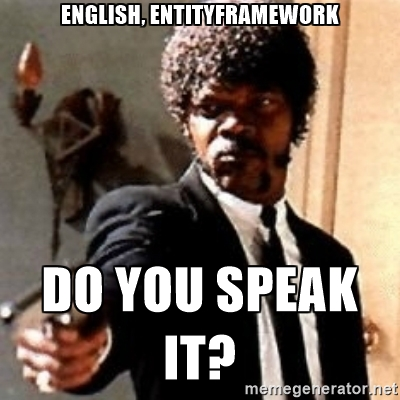 ENGLISH, ENTITYFRAMEWORK
DO YOU SPEAK
IT?
memegenerator.net